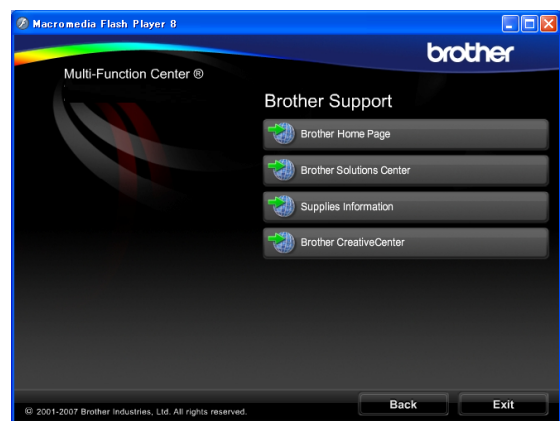 Macromedia Flash Player 8
brother
Multi-Function Center ®
Brother Support
Brother Home Page
Brother Solutions Center
Supplies Information
Brother CreativeCenter
Back
Exit
© 2001-2007 Brother Industries, Ltd. All rights reserved.